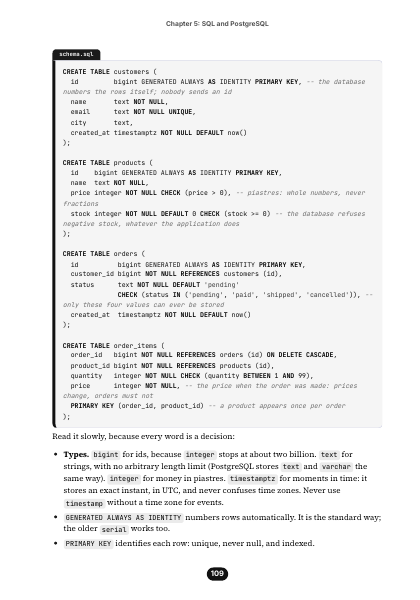 Chapter 5: SQL and PostgreSQL
schema.sql
CREATE TABLE customers (
  id         bigint GENERATED ALWAYS AS IDENTITY PRIMARY KEY, -- the database
numbers the rows itself; nobody sends an id
  name       text NOT NULL,
  email      text NOT NULL UNIQUE,
  city       text,
  created_at timestamptz NOT NULL DEFAULT now()
);
CREATE TABLE products (
  id    bigint GENERATED ALWAYS AS IDENTITY PRIMARY KEY,
  name  text NOT NULL,
  price integer NOT NULL CHECK (price > 0), -- piastres: whole numbers, never
fractions
  stock integer NOT NULL DEFAULT 0 CHECK (stock >= 0) -- the database refuses
negative stock, whatever the application does
);
CREATE TABLE orders (
  id          bigint GENERATED ALWAYS AS IDENTITY PRIMARY KEY,
  customer_id bigint NOT NULL REFERENCES customers (id),
  status      text NOT NULL DEFAULT 'pending'
              CHECK (status IN ('pending', 'paid', 'shipped', 'cancelled')), --
only these four values can ever be stored
  created_at  timestamptz NOT NULL DEFAULT now()
);
CREATE TABLE order_items (
  order_id   bigint NOT NULL REFERENCES orders (id) ON DELETE CASCADE,
  product_id bigint NOT NULL REFERENCES products (id),
  quantity   integer NOT NULL CHECK (quantity BETWEEN 1 AND 99),
  price      integer NOT NULL, -- the price when the order was made: prices
change, orders must not
  PRIMARY KEY (order_id, product_id) -- a product appears once per order
);
Read it slowly, because every word is a decision:
• Types. bigint for ids, because integer stops at about two billion. text for
strings, with no arbitrary length limit (PostgreSQL stores text and varchar the
same way). integer for money in piastres. timestamptz for moments in time: it
stores an exact instant, in UTC, and never confuses time zones. Never use
timestamp without a time zone for events.
• GENERATED ALWAYS AS IDENTITY numbers rows automatically. It is the standard way;
the older serial works too.
• PRIMARY KEY identifies each row: unique, never null, and indexed.
109